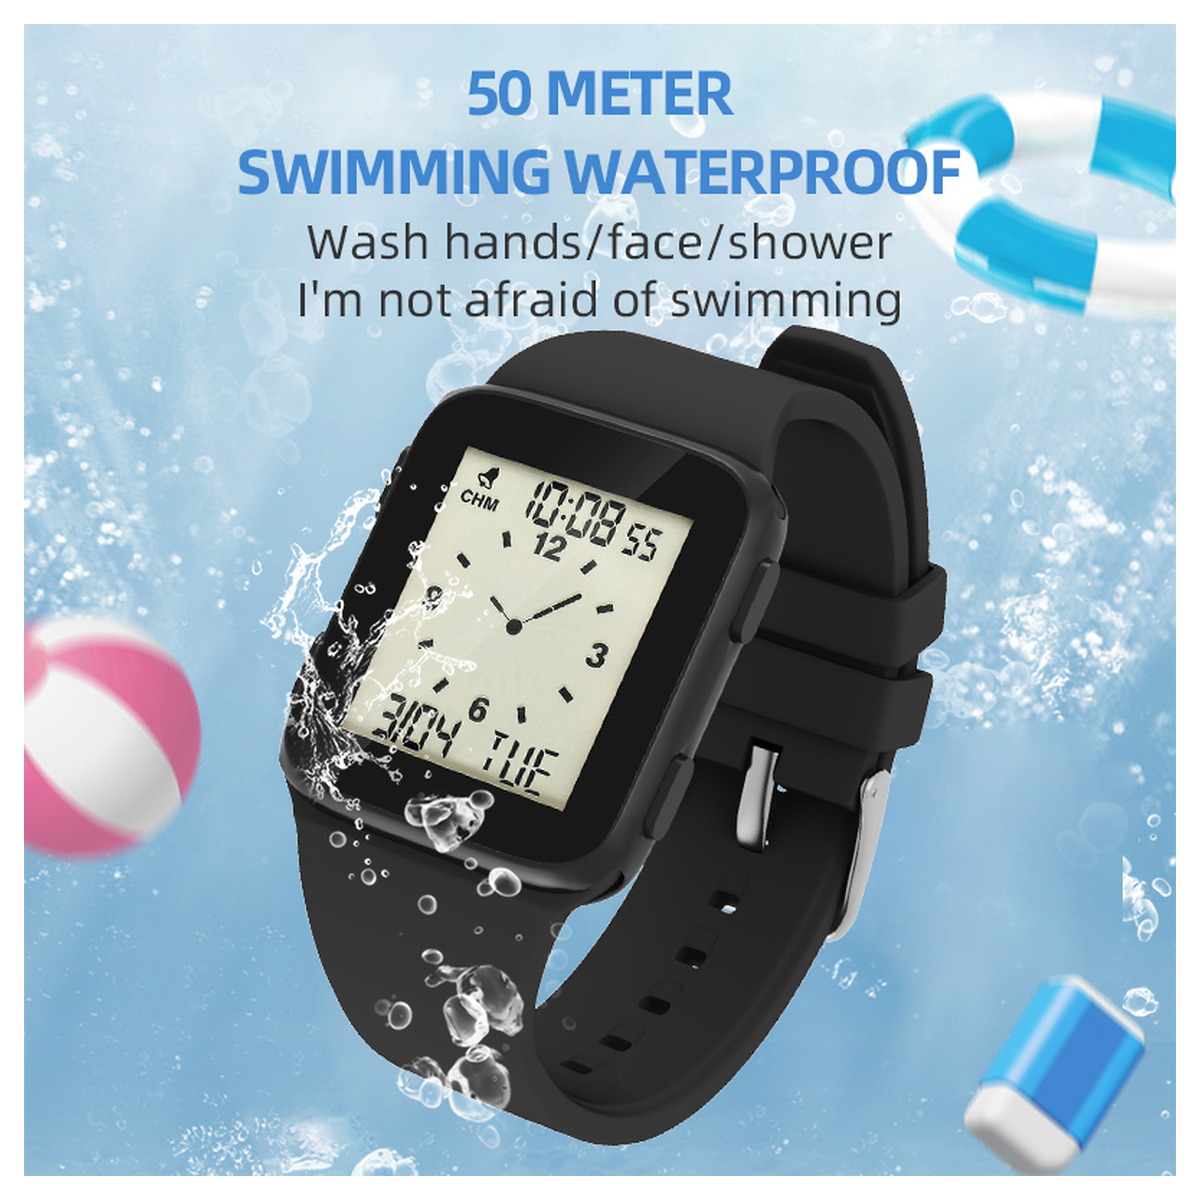 50 METER
SWIMMING WATERPROOF
Wash hands/face/shower
I'm not afraid of swimming
CHM
10:08 55
12
9
3
6
3/04 TUE